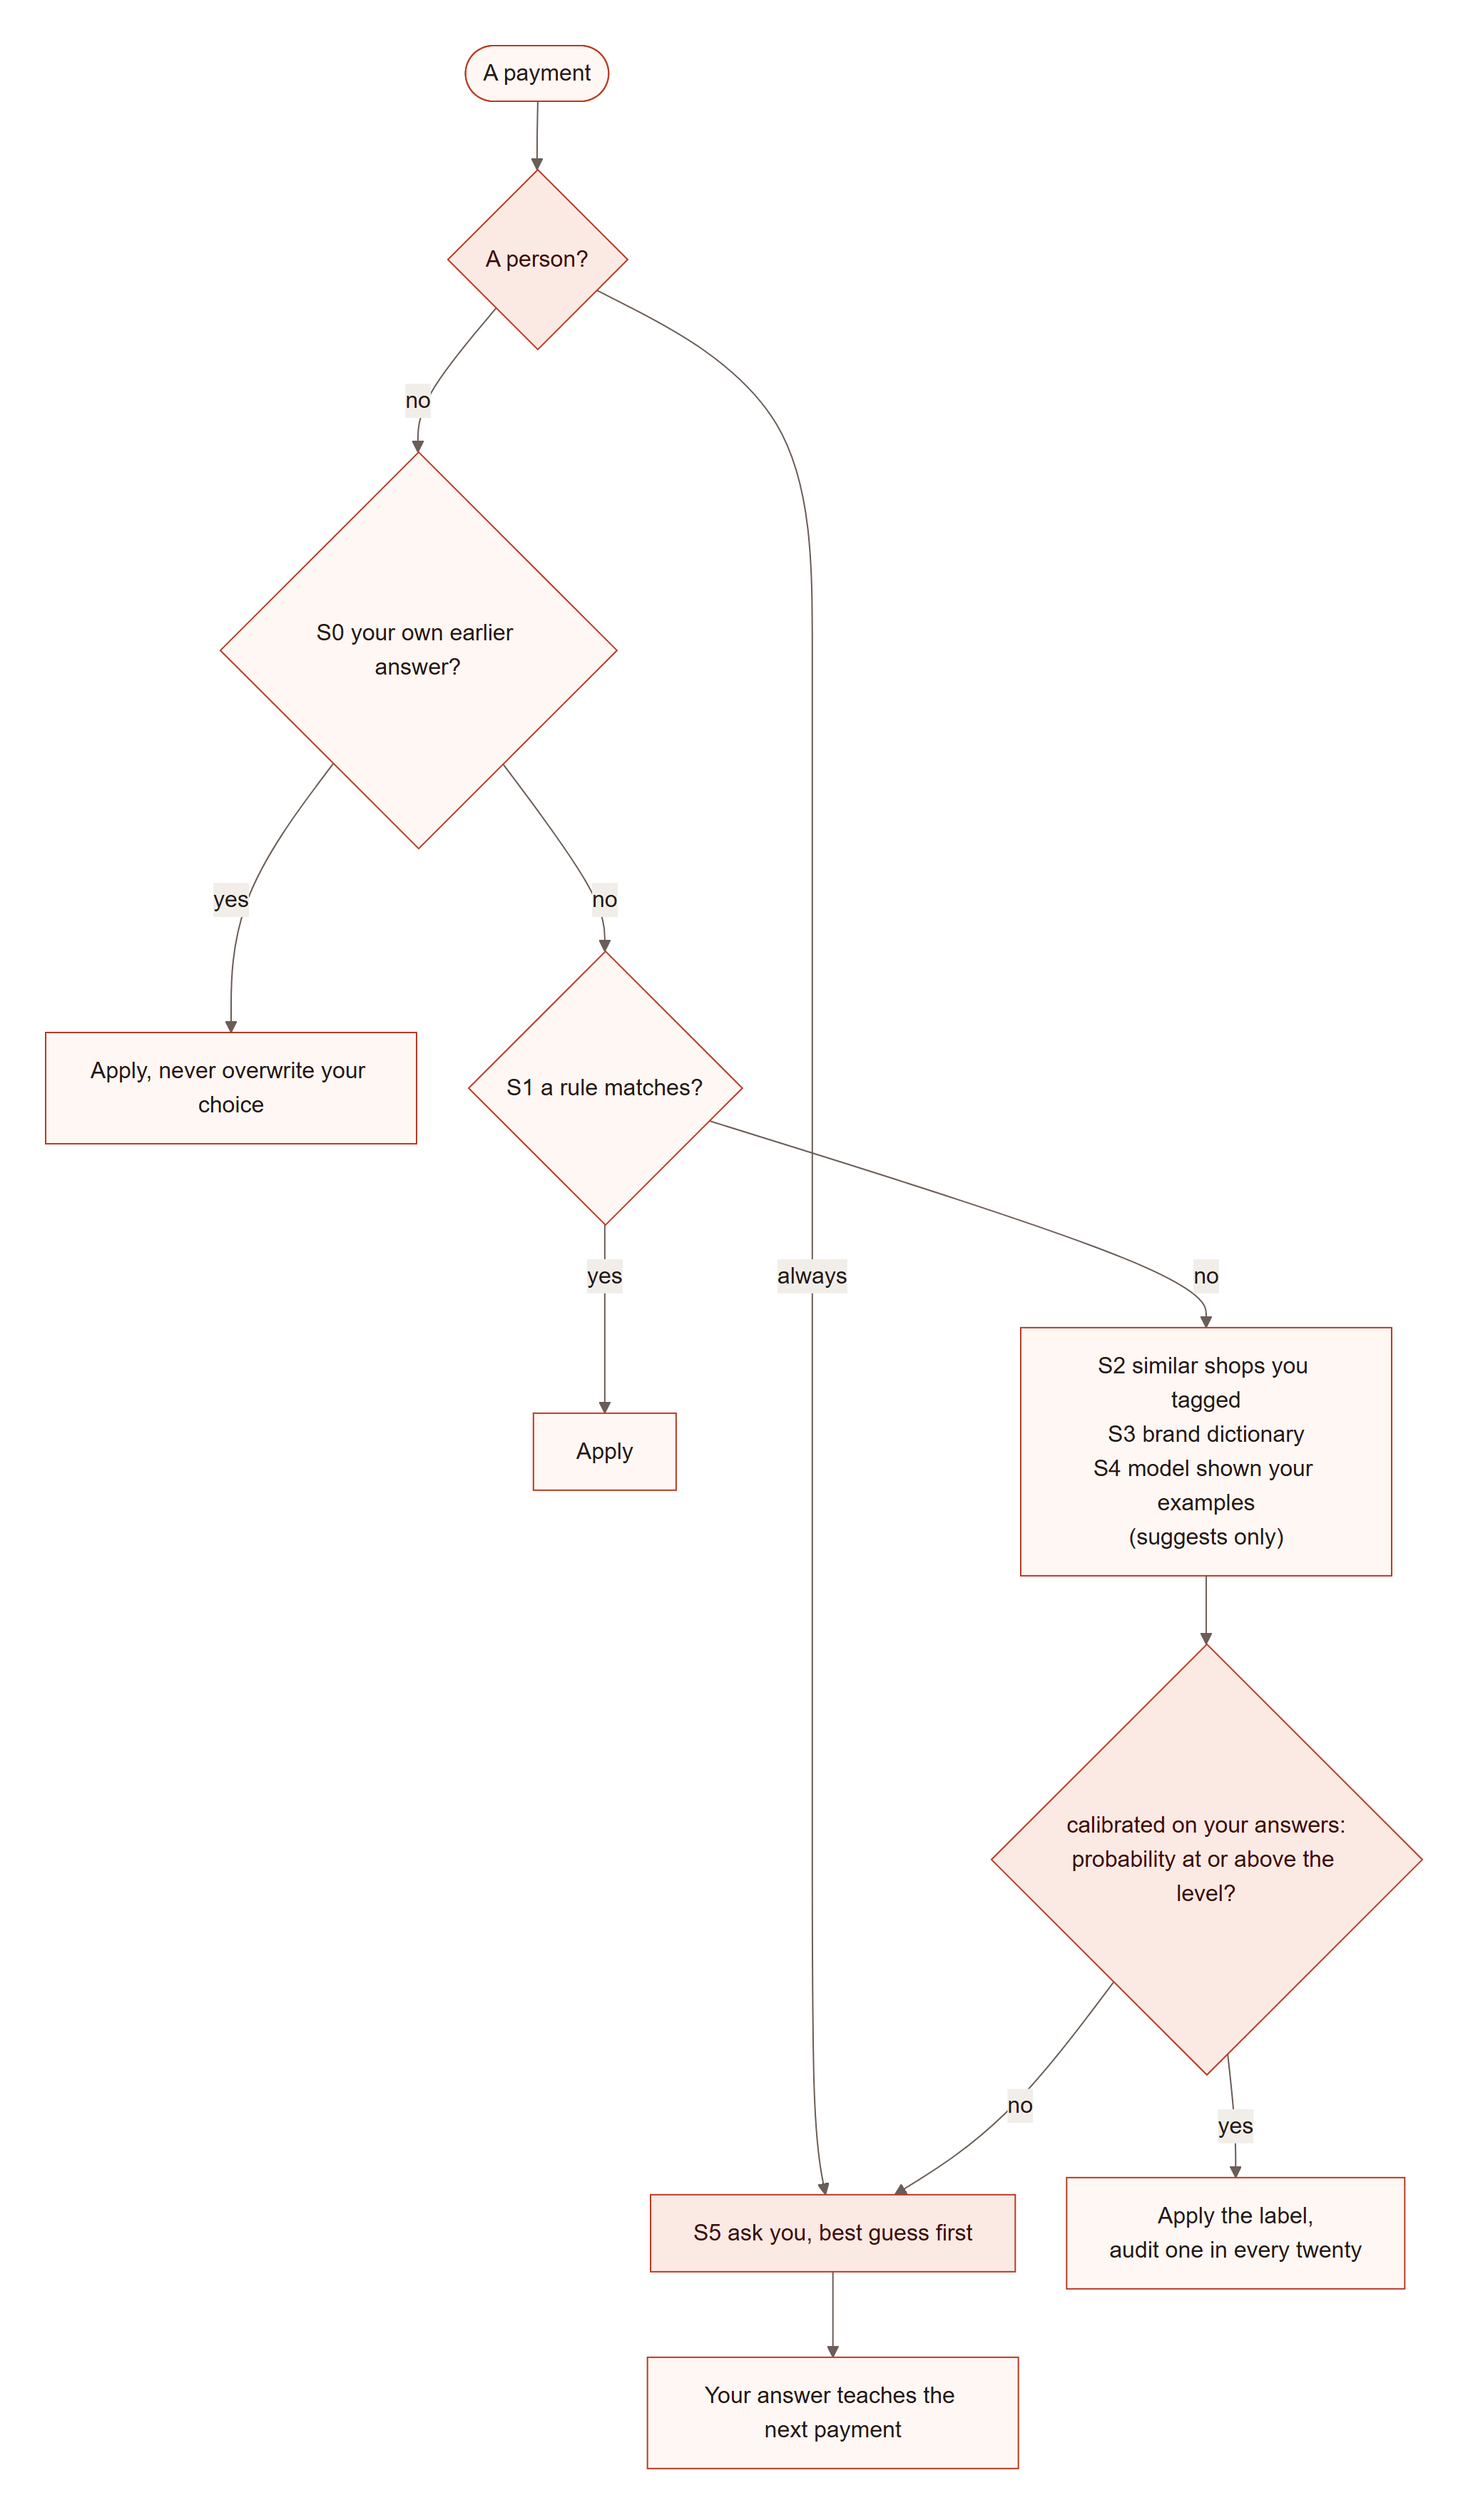 A payment
A person?
no
S0 your own earlier
answer?
yes
no
Apply, never overwrite your
choice
S1 a rule matches?
yes
always
no
Apply
S2 similar shops you
tagged
S3 brand dictionary
S4 model shown your
examples
(suggests only)
calibrated on your answers:
probability at or above the
level?
no
yes
S5 ask you, best guess first
Apply the label,
audit one in every twenty
Your answer teaches the
next payment